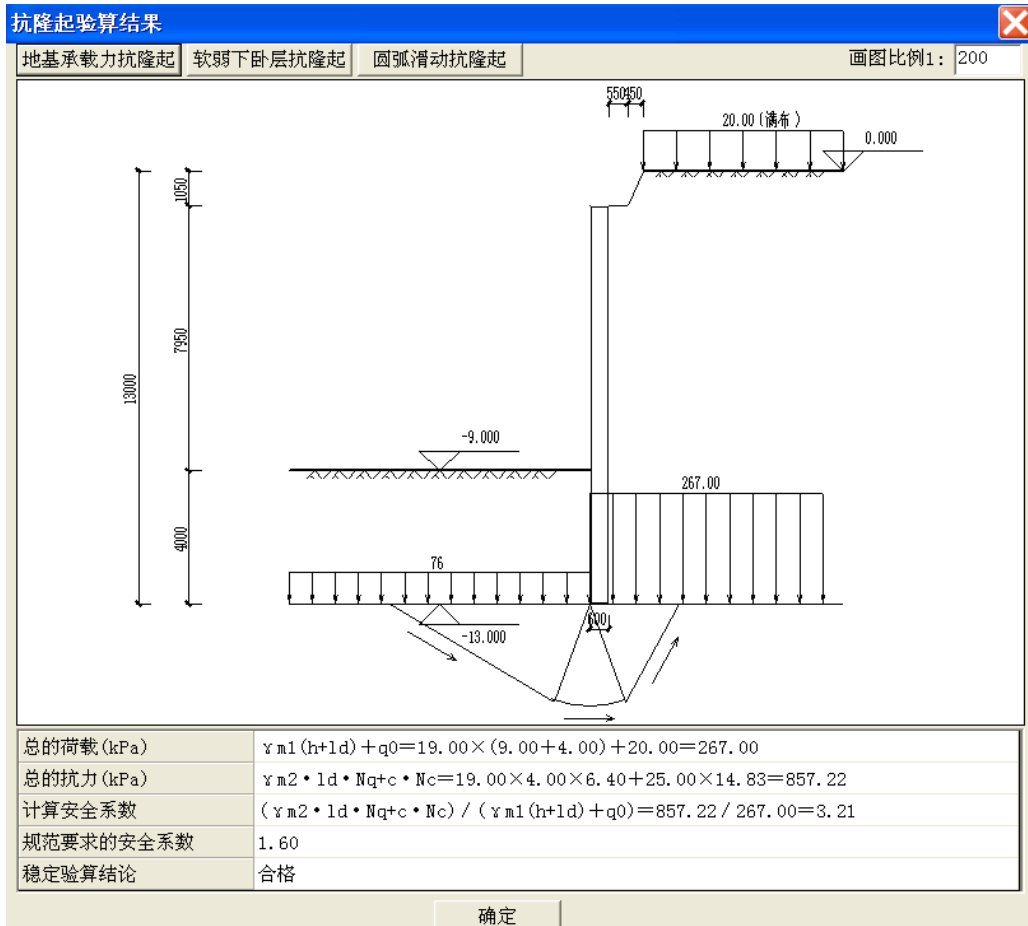 抗隆起验算结果
地基承载力抗隆起 软弱下卧层抗隆起 圆弧滑动抗隆起 画图比例1: 200
550 450
20.00(满布)
0.000
1050
7950
13000
-9.000
267.00
4000
76
600
-13.000
总的荷载(kPa) γm1(h+ld)+q0=19.00×(9.00+4.00)+20.00=267.00
总的抗力(kPa) γm2•ld•Nq+c•Nc=19.00×4.00×6.40+25.00×14.83=857.22
计算安全系数 (γm2•ld•Nq+c•Nc)/(γm1(h+ld)+q0)=857.22/267.00=3.21
规范要求的安全系数 1.60
稳定验算结论 合格
确定